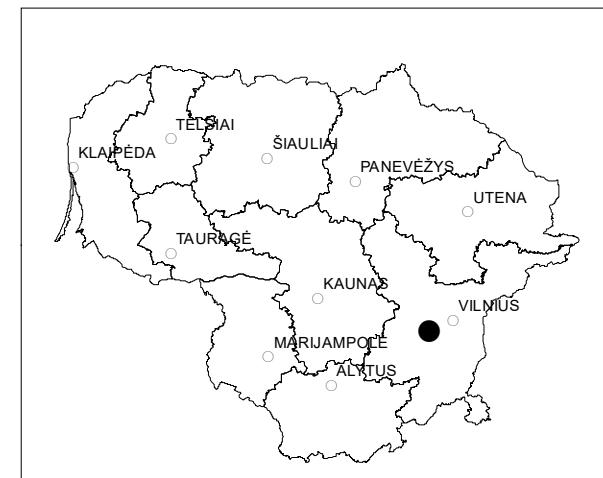 TELŠIAI
KLAIPĖDA
ŠIAULIAI
PANEVĖŽYS
UTENA
TAURAGĖ
KAUNAS
VILNIUS
MARIJAMPOLĖ
ALYTUS